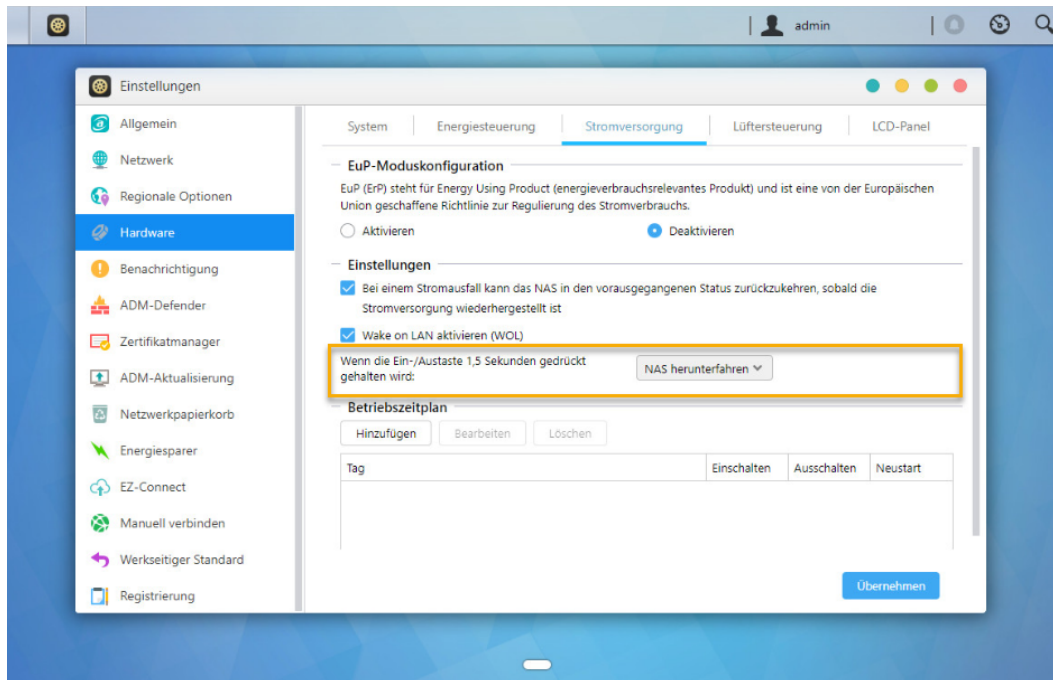 admin
Einstellungen
Allgemein
Netzwerk
Regionale Optionen
Hardware
Benachrichtigung
ADM-Defender
Zertifikatmanager
ADM-Aktualisierung
Netzwerkpapierkorb
Energiesparer
EZ-Connect
Manuell verbinden
Werkseitiger Standard
Registrierung
System Energiesteuerung Stromversorgung Lüftersteuerung LCD-Panel
EuP-Moduskonfiguration
EuP (ErP) steht für Energy Using Product (energieverbrauchsrelevantes Produkt) und ist eine von der Europäischen
Union geschaffene Richtlinie zur Regulierung des Stromverbrauchs.
Aktivieren Deaktivieren
Einstellungen
Bei einem Stromausfall kann das NAS in den vorausgegangenen Status zurückzukehren, sobald die
Stromversorgung wiederhergestellt ist
Wake on LAN aktivieren (WOL)
Wenn die Ein-/Austaste 1,5 Sekunden gedrückt
gehalten wird:
NAS herunterfahren
Betriebszeitplan
Hinzufügen Bearbeiten Löschen
Tag Einschalten Ausschalten Neustart
Übernehmen